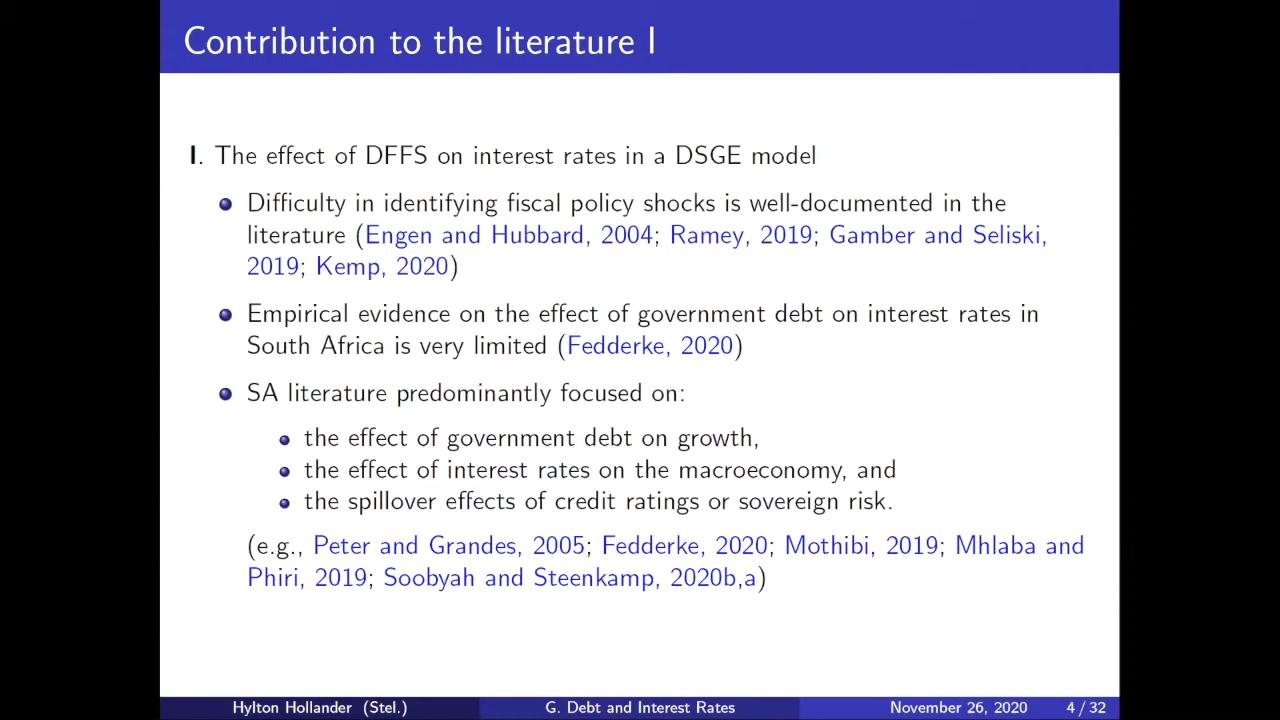 Contribution to the literature I
I. The effect of DFFS on interest rates in a DSGE model
Difficulty in identifying fiscal policy shocks is well-documented in the
literature (Engen and Hubbard, 2004; Ramey, 2019; Gamber and Seliski,
2019; Kemp, 2020)
Empirical evidence on the effect of government debt on interest rates in
South Africa is very limited (Fedderke, 2020)
SA literature predominantly focused on:
the effect of government debt on growth,
the effect of interest rates on the macroeconomy, and
the spillover effects of credit ratings or sovereign risk.
(e.g., Peter and Grandes, 2005; Fedderke, 2020; Mothibi, 2019; Mhlaba and
Phiri, 2019; Soobyah and Steenkamp, 2020b,a)
Hylton Hollander (Stel.) G. Debt and Interest Rates November 26, 2020 4 / 32